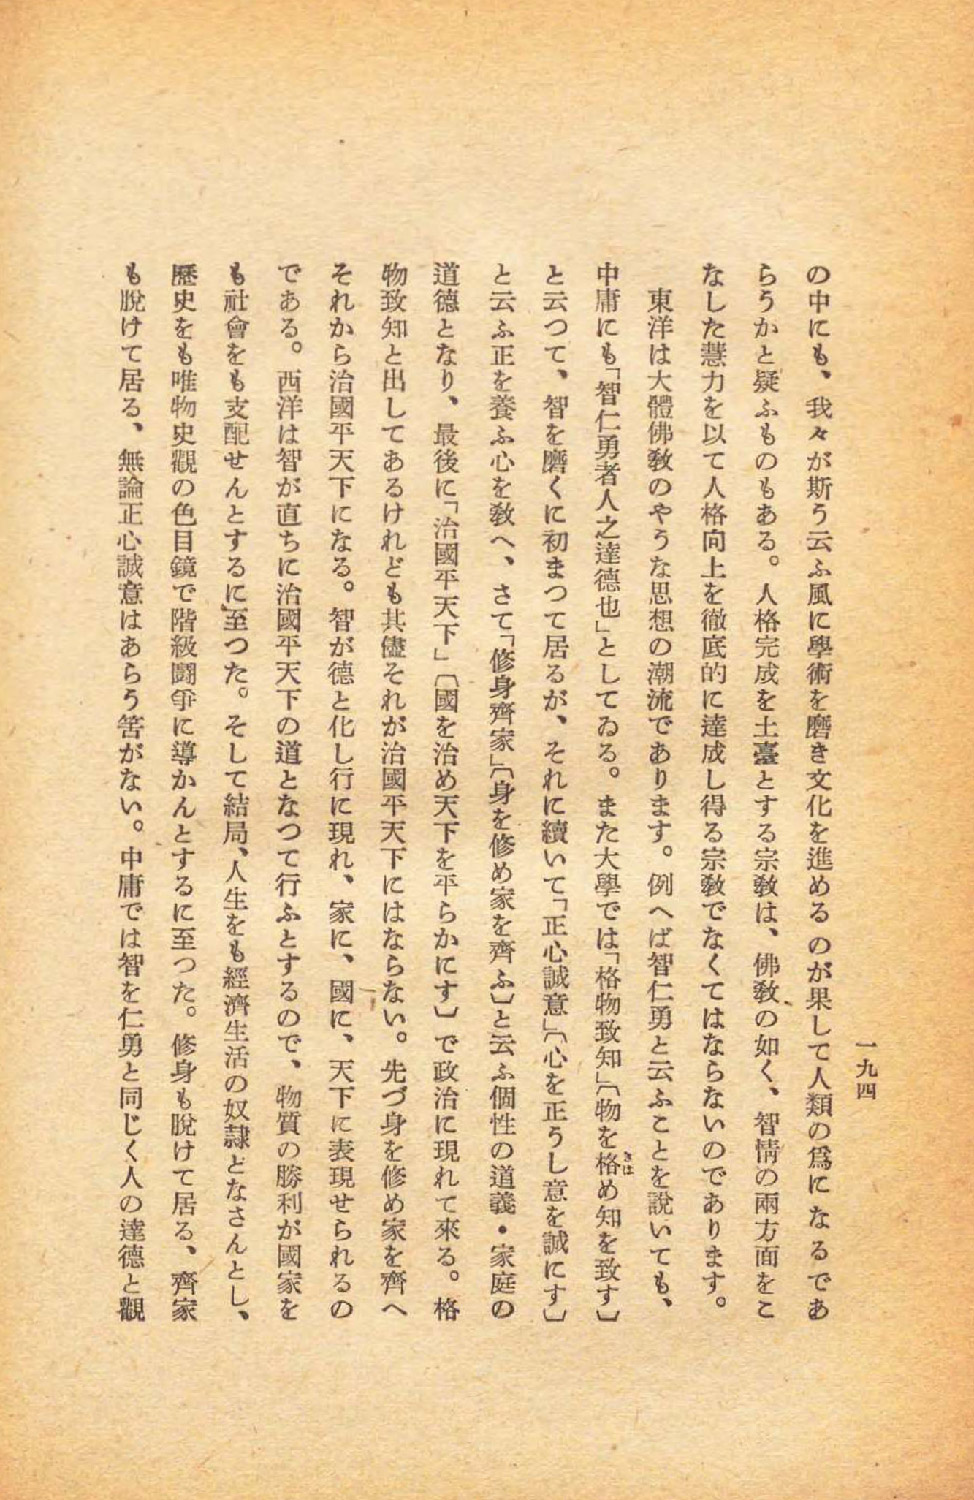 一九四
の中にも、我々が斯う云ふ風に學術を磨き文化を進めるのが果して人類の爲になるであ
らうかと疑ふものもある。人格完成を土臺とする宗敎は、佛敎の如く、智情の兩方面をこ
なした慧力を以て人格向上を徹底的に達成し得る宗敎でなくてはならないのであります。
東洋は大體佛敎のやうな思想の潮流であります。例へば智仁勇と云ふことを說いても、
中庸にも「智仁勇者人之達德也」としてゐる。また大學では「格物致知」〔物を格め知を致す〕
きは
と云つて、智を磨くに初まつて居るが、それに續いて「正心誠意」〔心を正うし意を誠にす〕
と云ふ正を養ふ心を敎へ、さて「修身齊家」〔身を修め家を齊ふ〕と云ふ個性の道義・家庭の
道德となり、最後に「治國平天下」〔國を治め天下を平らかにす〕で政治に現れて來る。格
物致知と出してあるけれども其儘それが治國平天下にはならない。先づ身を修め家を齊へ
それから治國平天下になる。智が德と化し行に現れ、家に、國に、天下に表現せられるの
である。西洋は智が直ちに治國平天下の道となつて行ふとするので、物質の勝利が國家を
も社會をも支配せんとするに至つた。そして結局、人生をも經濟生活の奴隷となさんとし、
歷史をも唯物史觀の色目鏡で階級鬪爭に導かんとするに至つた。修身も脫けて居る、齊家
も脫けて居る、無論正心誠意はあらう筈がない。中庸では智を仁勇と同じく人の達德と觀